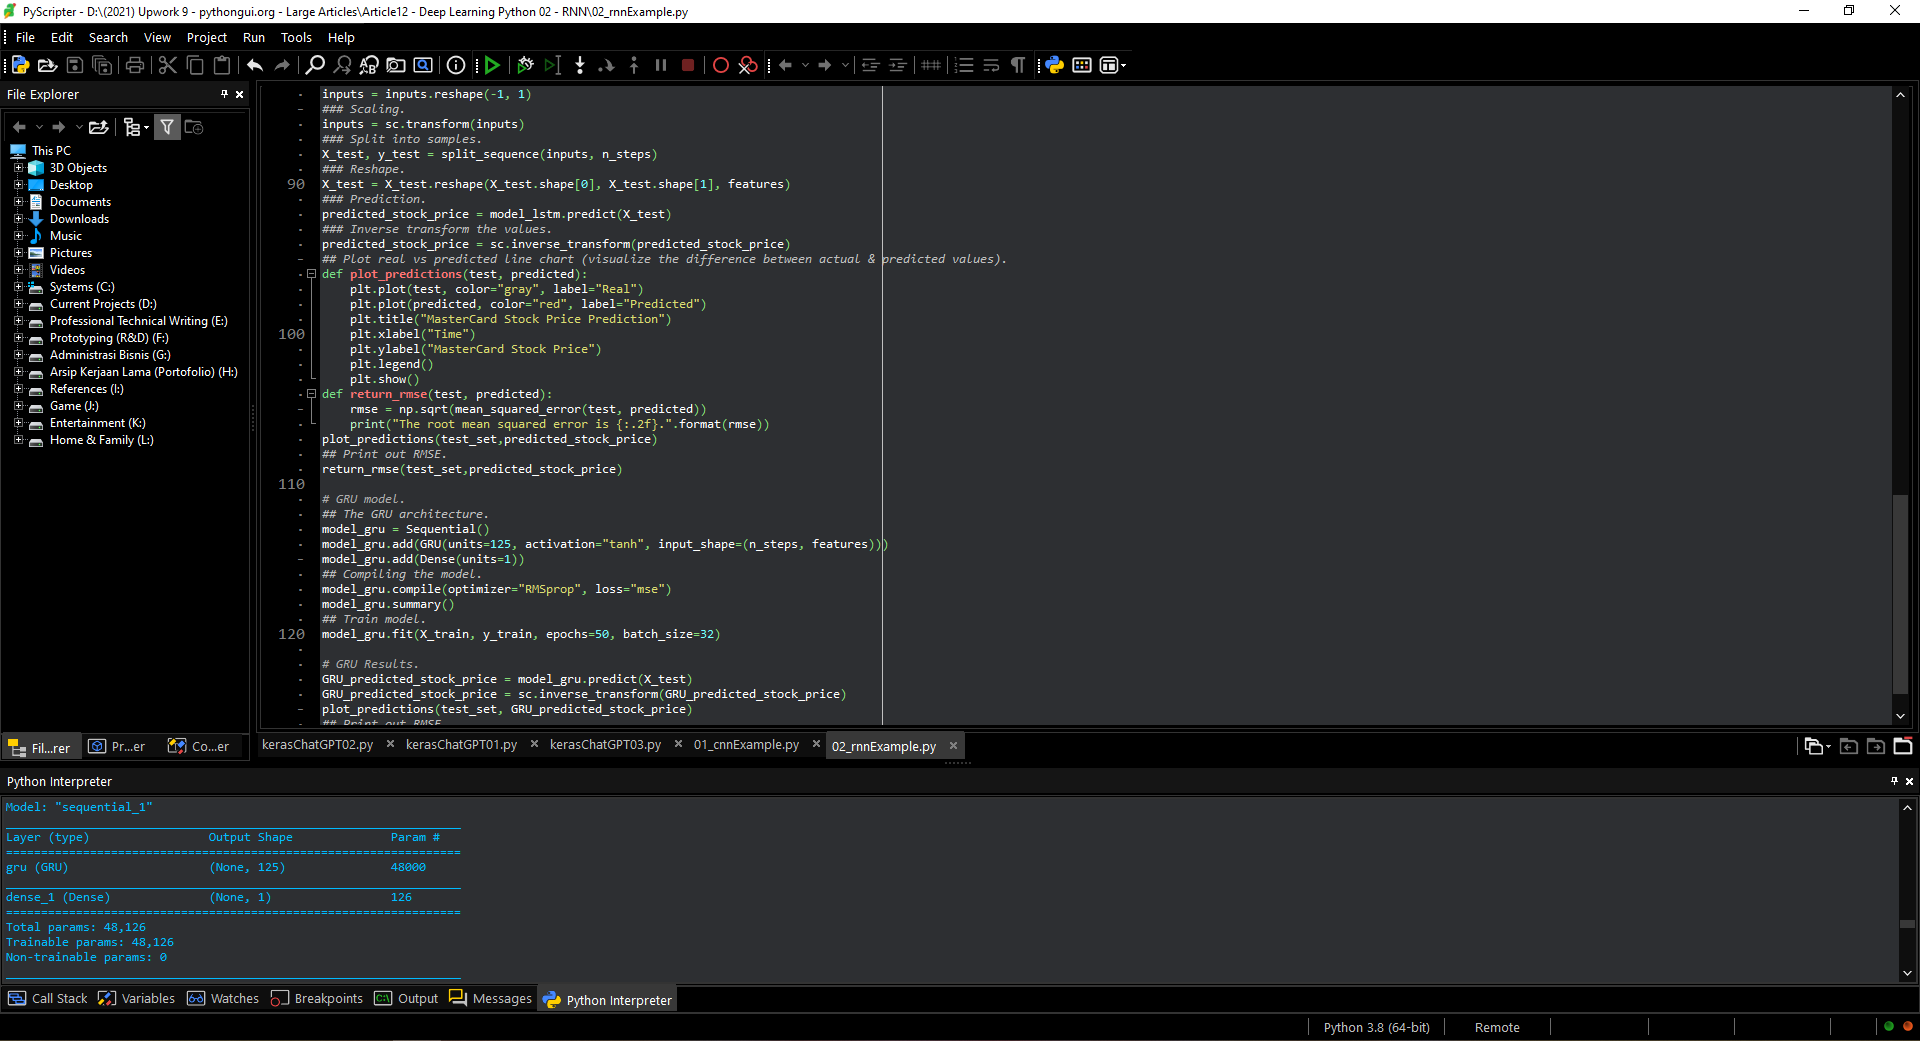 PyScripter - D:\(2021) Upwork 9 - pythongui.org - Large Articles\Article12 - Deep Learning Python 02 - RNN\02_rnnExample.py
File Edit Search View Project Run Tools Help
File Explorer
This PC
3D Objects
Desktop
Documents
Downloads
Music
Pictures
Videos
Systems (C:)
Current Projects (D:)
Professional Technical Writing (E:)
Prototyping (R&D) (F:)
Administrasi Bisnis (G:)
Arsip Kerjaan Lama (Portofolio) (H:)
References (I:)
Game (J:)
Entertainment (K:)
Home & Family (L:)
Fil...rer Pr...er Co...er
inputs = inputs.reshape(-1, 1)
### Scaling.
inputs = sc.transform(inputs)
### Split into samples.
X_test, y_test = split_sequence(inputs, n_steps)
### Reshape.
90 X_test = X_test.reshape(X_test.shape[0], X_test.shape[1], features)
### Prediction.
predicted_stock_price = model_lstm.predict(X_test)
### Inverse transform the values.
predicted_stock_price = sc.inverse_transform(predicted_stock_price)
## Plot real vs predicted line chart (visualize the difference between actual & predicted values).
def plot_predictions(test, predicted):
    plt.plot(test, color="gray", label="Real")
    plt.plot(predicted, color="red", label="Predicted")
    plt.title("MasterCard Stock Price Prediction")
100     plt.xlabel("Time")
    plt.ylabel("MasterCard Stock Price")
    plt.legend()
    plt.show()
def return_rmse(test, predicted):
    rmse = np.sqrt(mean_squared_error(test, predicted))
    print("The root mean squared error is {:.2f}.".format(rmse))
plot_predictions(test_set,predicted_stock_price)
## Print out RMSE.
return_rmse(test_set,predicted_stock_price)
110
# GRU model.
## The GRU architecture.
model_gru = Sequential()
model_gru.add(GRU(units=125, activation="tanh", input_shape=(n_steps, features)))
model_gru.add(Dense(units=1))
## Compiling the model.
model_gru.compile(optimizer="RMSprop", loss="mse")
model_gru.summary()
## Train model.
120 model_gru.fit(X_train, y_train, epochs=50, batch_size=32)
# GRU Results.
GRU_predicted_stock_price = model_gru.predict(X_test)
GRU_predicted_stock_price = sc.inverse_transform(GRU_predicted_stock_price)
plot_predictions(test_set, GRU_predicted_stock_price)
## Print out RMSE
kerasChatGPT02.py kerasChatGPT01.py kerasChatGPT03.py 01_cnnExample.py 02_rnnExample.py
Python Interpreter
Model: "sequential_1"
Layer (type) Output Shape Param #
=================================================================
gru (GRU) (None, 125) 48000
dense_1 (Dense) (None, 1) 126
=================================================================
Total params: 48,126
Trainable params: 48,126
Non-trainable params: 0
Call Stack Variables Watches Breakpoints Output Messages Python Interpreter
Python 3.8 (64-bit) Remote